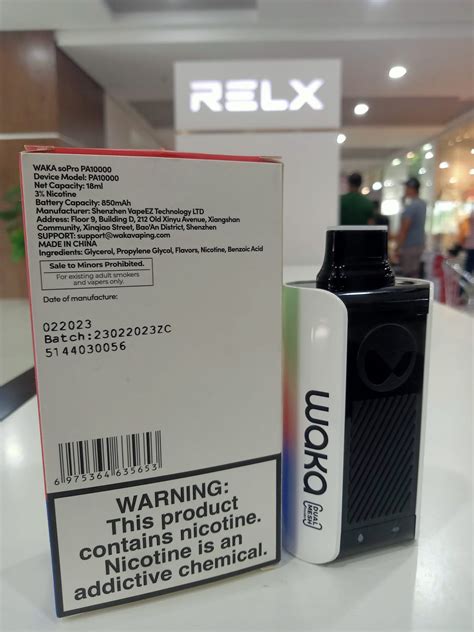 RELX
WAKA soPro PA10000
Device Model: PA10000
Net Capacity: 18ml
3% Nicotine
Battery Capacity: 850mAh
Manufacturer: Shenzhen VapeEZ Technology LTD
Address: Floor 9, Building D, 212 Old Xinyu Avenue, Xiangshan
Community, Xinqiao Street, Bao'An District, Shenzhen
SUPPORT: support@wakavaping.com
MADE IN CHINA
Ingredients: Glycerol, Propylene Glycol, Flavors, Nicotine, Benzoic Acid
Sale to Minors Prohibited.
For existing adult smokers
and vapers only.
Date of manufacture:
022023
Batch:23022023ZC
5144030056
6 975364 635653
WARNING:
This product
contains nicotine.
Nicotine is an
addictive chemical.
waka
DUAL
MESH